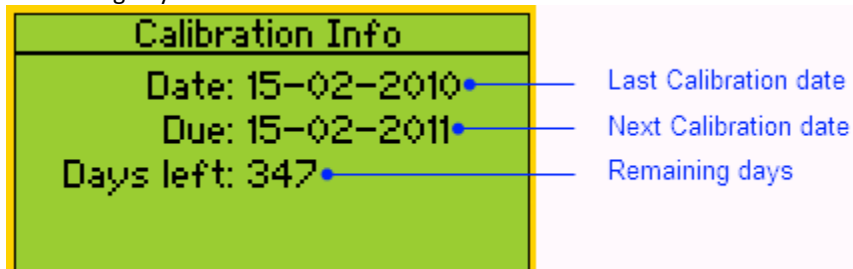 Calibration Info
Date: 15-02-2010 Last Calibration date
Due: 15-02-2011 Next Calibration date
Days left: 347 Remaining days